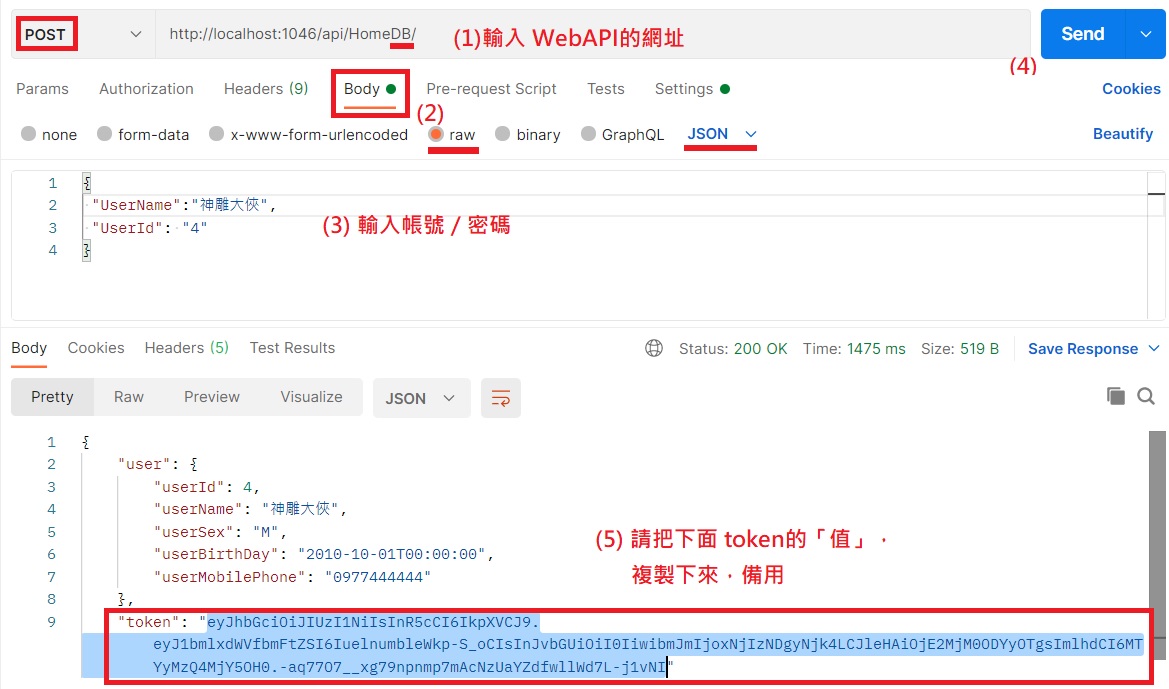 POST http://localhost:1046/api/HomeDB/ (1)輸入 WebAPI的網址 Send
(4)
Params Authorization Headers (9) Body Pre-request Script Tests Settings Cookies
(2)
none form-data x-www-form-urlencoded raw binary GraphQL JSON Beautify
1 {
2 "UserName":"神雕大俠",
3 "UserId": "4"
(3) 輸入帳號 / 密碼
4 }
Body Cookies Headers (5) Test Results Status: 200 OK Time: 1475 ms Size: 519 B Save Response
Pretty Raw Preview Visualize JSON
1 {
2 "user": {
3 "userId": 4,
4 "userName": "神雕大俠",
5 "userSex": "M",
6 "userBirthDay": "2010-10-01T00:00:00",
7 "userMobilePhone": "0977444444"
(5) 請把下面 token的「值」，
複製下來，備用
8 },
9 "token": "eyJhbGciOiJIUzI1NiIsInR5cCI6IkpXVCJ9.
eyJ1bmlxdWVfbmFtZSI6IuelnumbleWkp-S_oCIsInJvbGUiOiI0IiwibmJmIjoxNjIzNDgyNjk4LCJleHAiOjE2MjM0ODYyOTgsImlhdCI6MT
YyMzQ4MjY5OH0.-aq77O7__xg79npnmp7mAcNzUaYZdfwllWd7L-j1vNI"